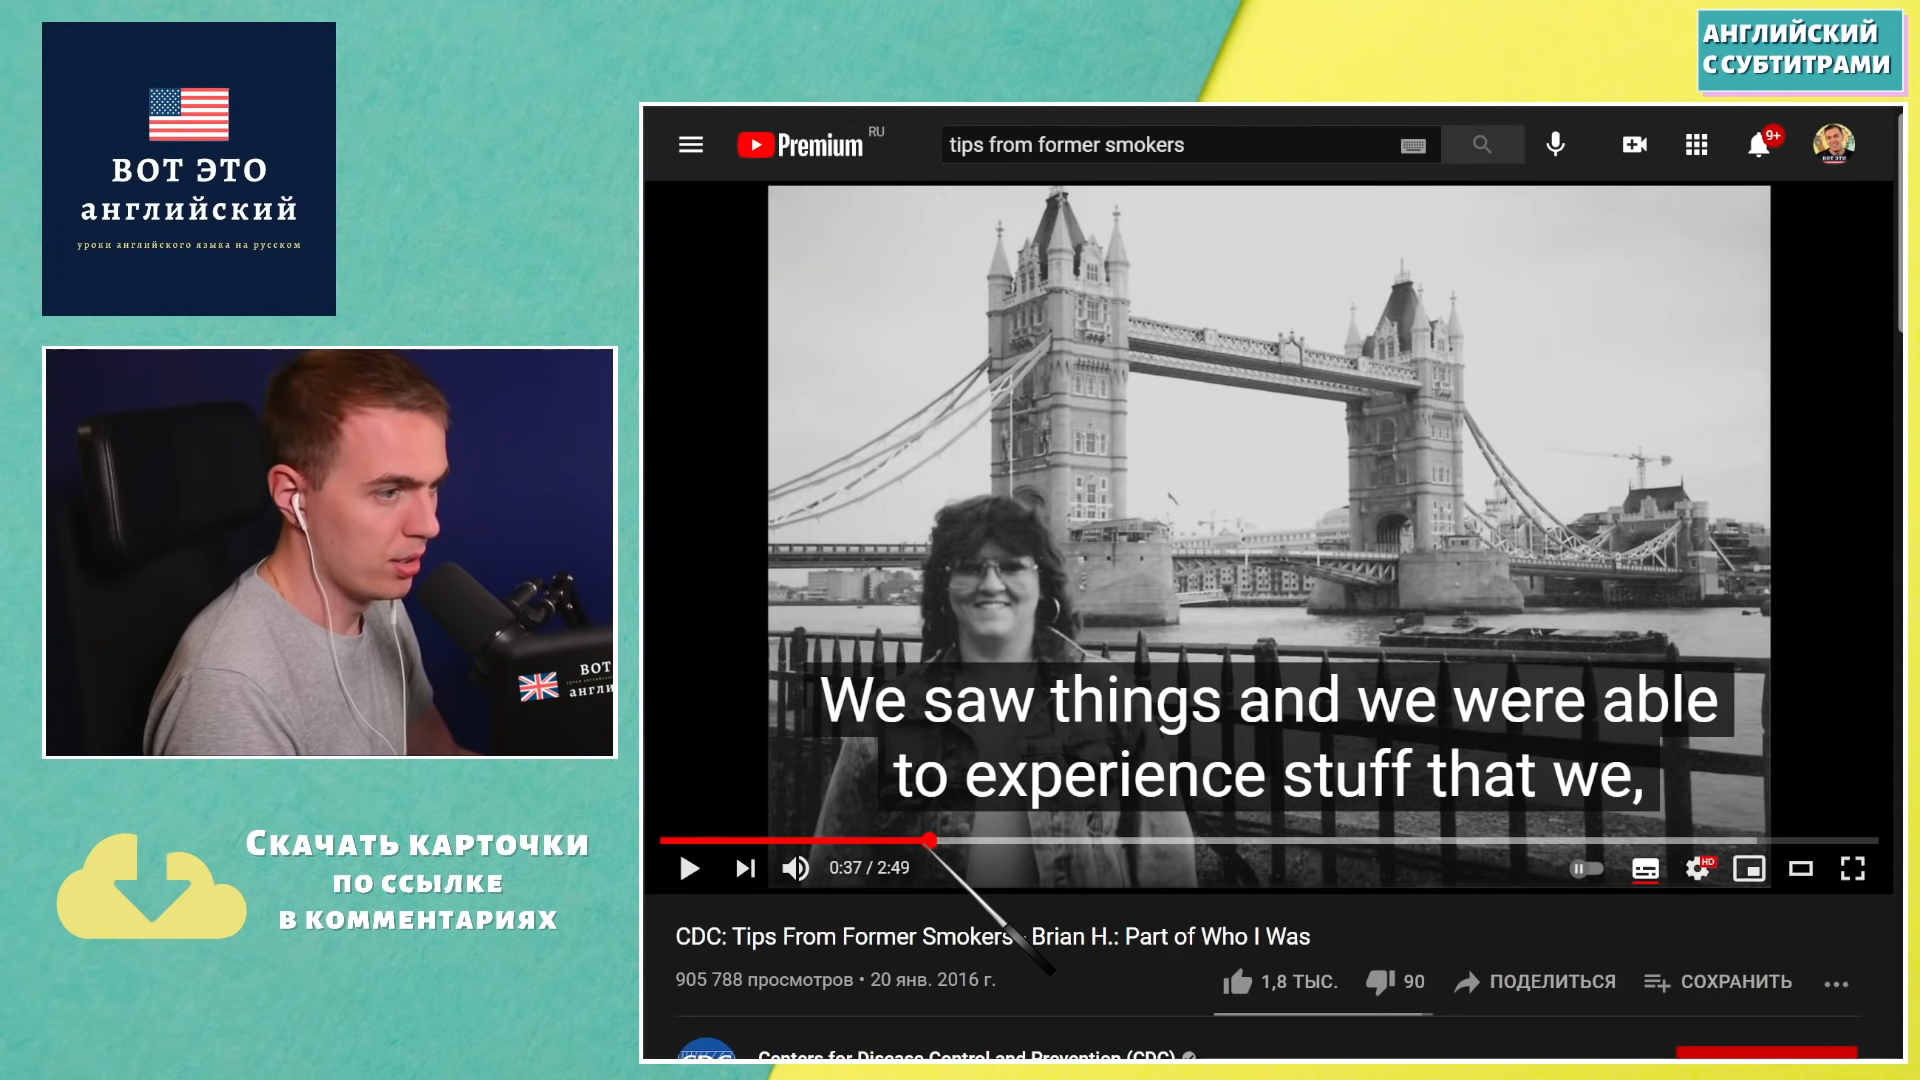 ВОТ ЭТО
английский
уроки английского языка на русском
АНГЛИЙСКИЙ
С СУБТИТРАМИ
Premium RU
tips from former smokers
9+
We saw things and we were able
to experience stuff that we,
0:37 / 2:49
HD
CDC: Tips From Former Smokers - Brian H.: Part of Who I Was
905 788 просмотров • 20 янв. 2016 г.
1,8 ТЫС.
90
ПОДЕЛИТЬСЯ
СОХРАНИТЬ
CDC
Centers for Disease Control and Prevention (CDC)
ВОТ
англи
Скачать карточки
по ссылке
в комментариях